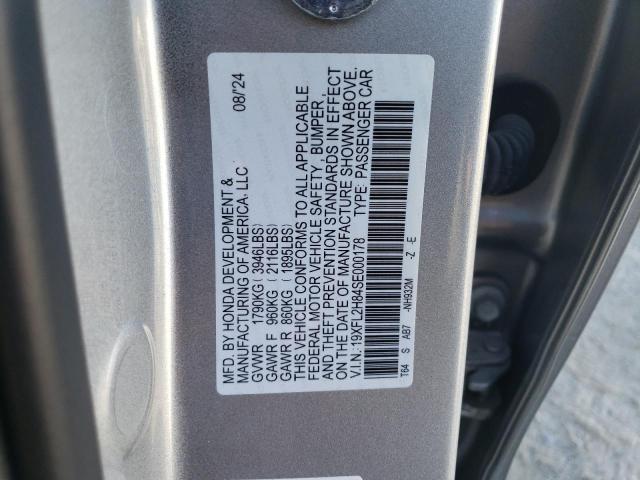 MFD. BY HONDA DEVELOPMENT & 08/'24
MANUFACTURING OF AMERICA, LLC
GVWR 1790KG (3946LBS)
GAWR F 960KG (2116LBS)
GAWR R 860KG (1895LBS)
THIS VEHICLE CONFORMS TO ALL APPLICABLE
FEDERAL MOTOR VEHICLE SAFETY, BUMPER,
AND THEFT PREVENTION STANDARDS IN EFFECT
ON THE DATE OF MANUFACTURE SHOWN ABOVE.
V.I.N.:19XFL2H84SE000178 TYPE: PASSENGER CAR
T64 S AB7 -NH932M -Z -E